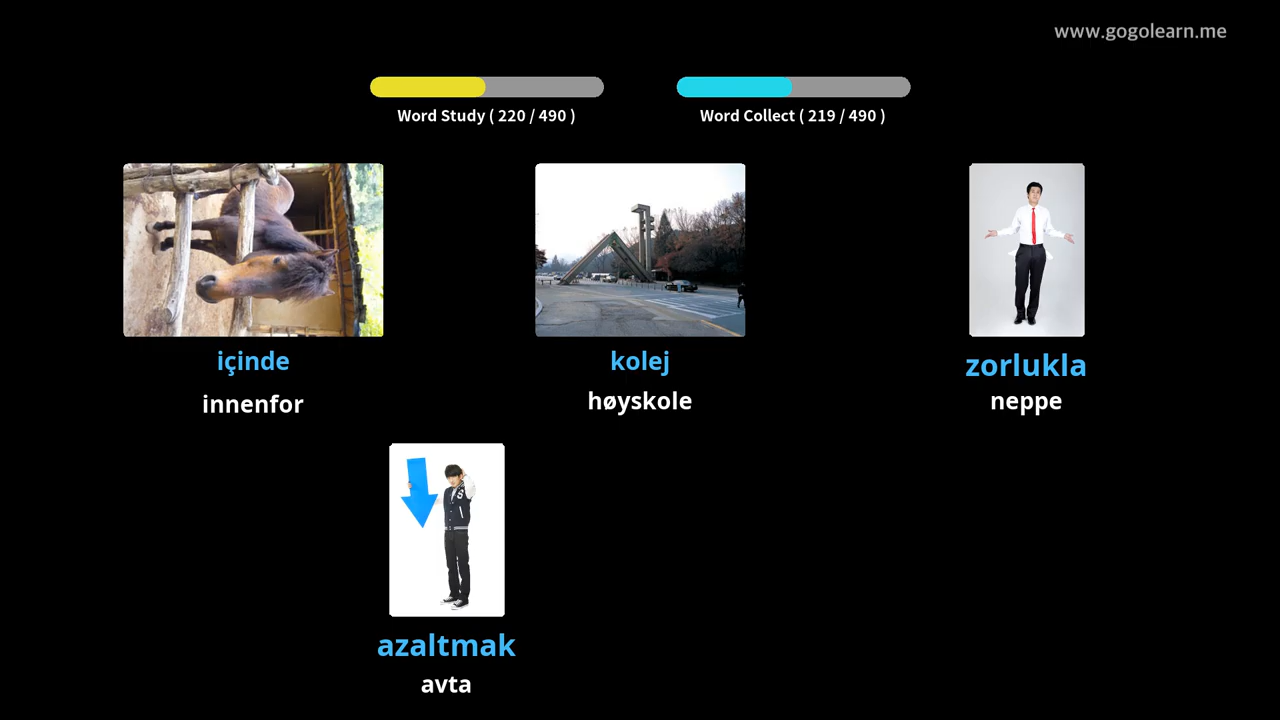 www.gogolearn.me
Word Study ( 220 / 490 )
Word Collect ( 219 / 490 )
içinde
innenfor
kolej
høyskole
zorlukla
neppe
azaltmak
avta